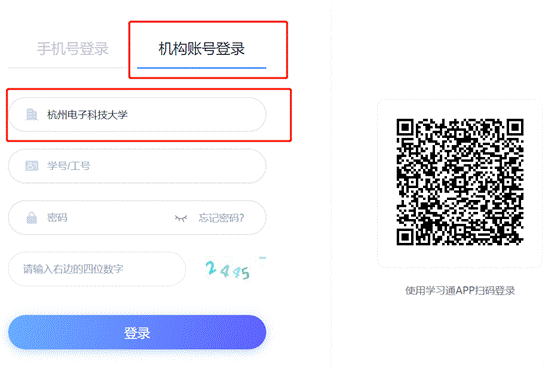 手机号登录
机构账号登录
杭州电子科技大学
学号/工号
密码
忘记密码?
请输入右边的四位数字
2445
登录
使用学习通APP扫码登录